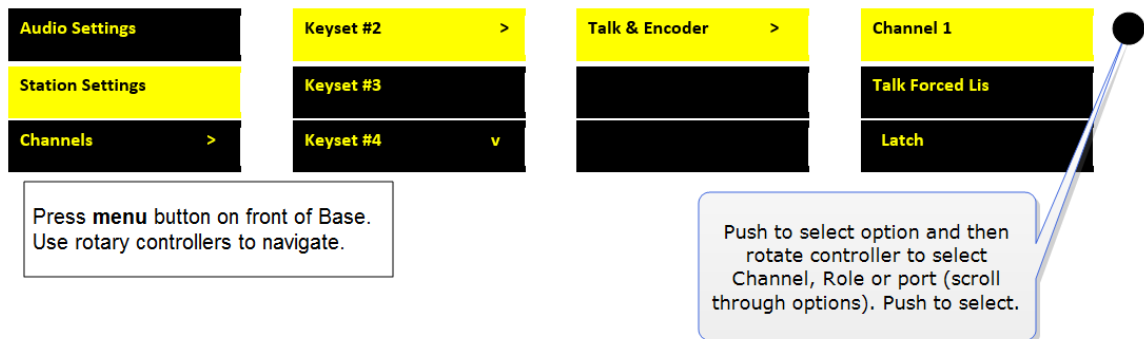 Audio Settings
Station Settings
Channels >
Keyset #2 >
Keyset #3
Keyset #4 v
Talk & Encoder >
Channel 1
Talk Forced Lis
Latch
Press menu button on front of Base.
Use rotary controllers to navigate.
Push to select option and then
rotate controller to select
Channel, Role or port (scroll
through options). Push to select.